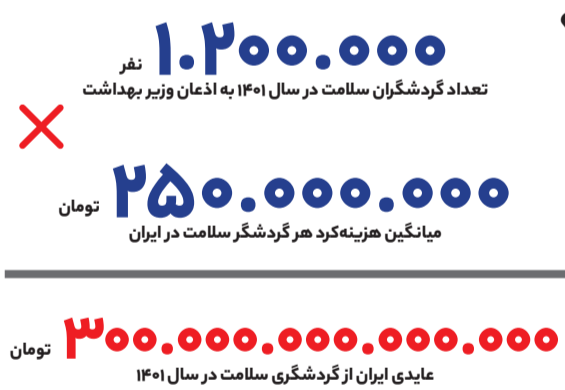 ۱.۲۰۰.۰۰۰ نفر
تعداد گردشگران سلامت در سال ۱۴۰۱ به اذعان وزیر بهداشت
۲۵۰.۰۰۰.۰۰۰ تومان
میانگین هزینه‌کرد هر گردشگر سلامت در ایران
۳۰۰.۰۰۰.۰۰۰.۰۰۰.۰۰۰ تومان
عایدی ایران از گردشگری سلامت در سال ۱۴۰۱